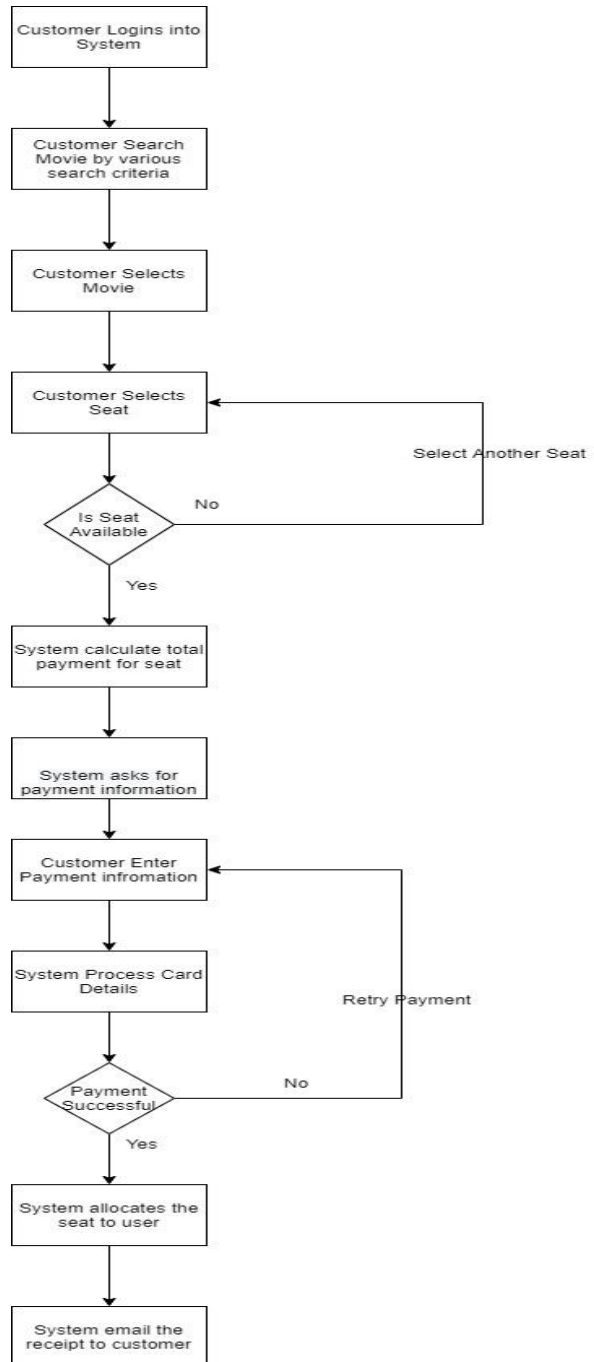 Customer Logins into
System
Customer Search
Movie by various
search criteria
Customer Selects
Movie
Customer Selects
Seat
Select Another Seat
No
Is Seat
Available
Yes
System calculate total
payment for seat
System asks for
payment information
Customer Enter
Payment infromation
System Process Card
Details
Retry Payment
No
Payment
Successful
Yes
System allocates the
seat to user
System email the
receipt to customer